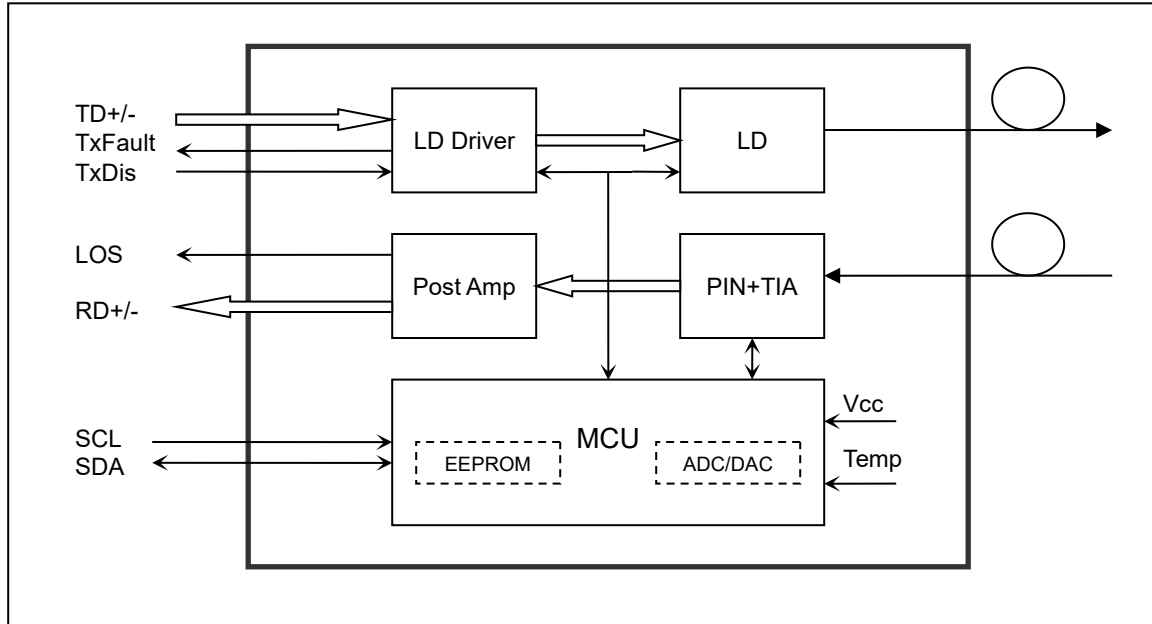 TD+/-
TxFault
TxDis
LD Driver
LD
LOS
RD+/-
Post Amp
PIN+TIA
SCL
SDA
MCU
EEPROM
ADC/DAC
Vcc
Temp